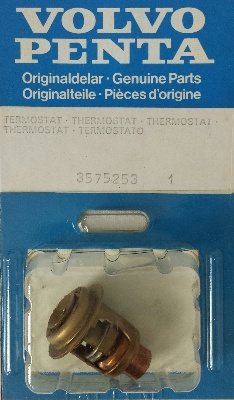 VOLVO
PENTA
Originaldelar · Genuine Parts
Originalteile · Pièces d'origine
TERMOSTAT · THERMOSTAT · THERMOSTAT ·
THERMOSTAT · TERMOSTATO
3575253 1